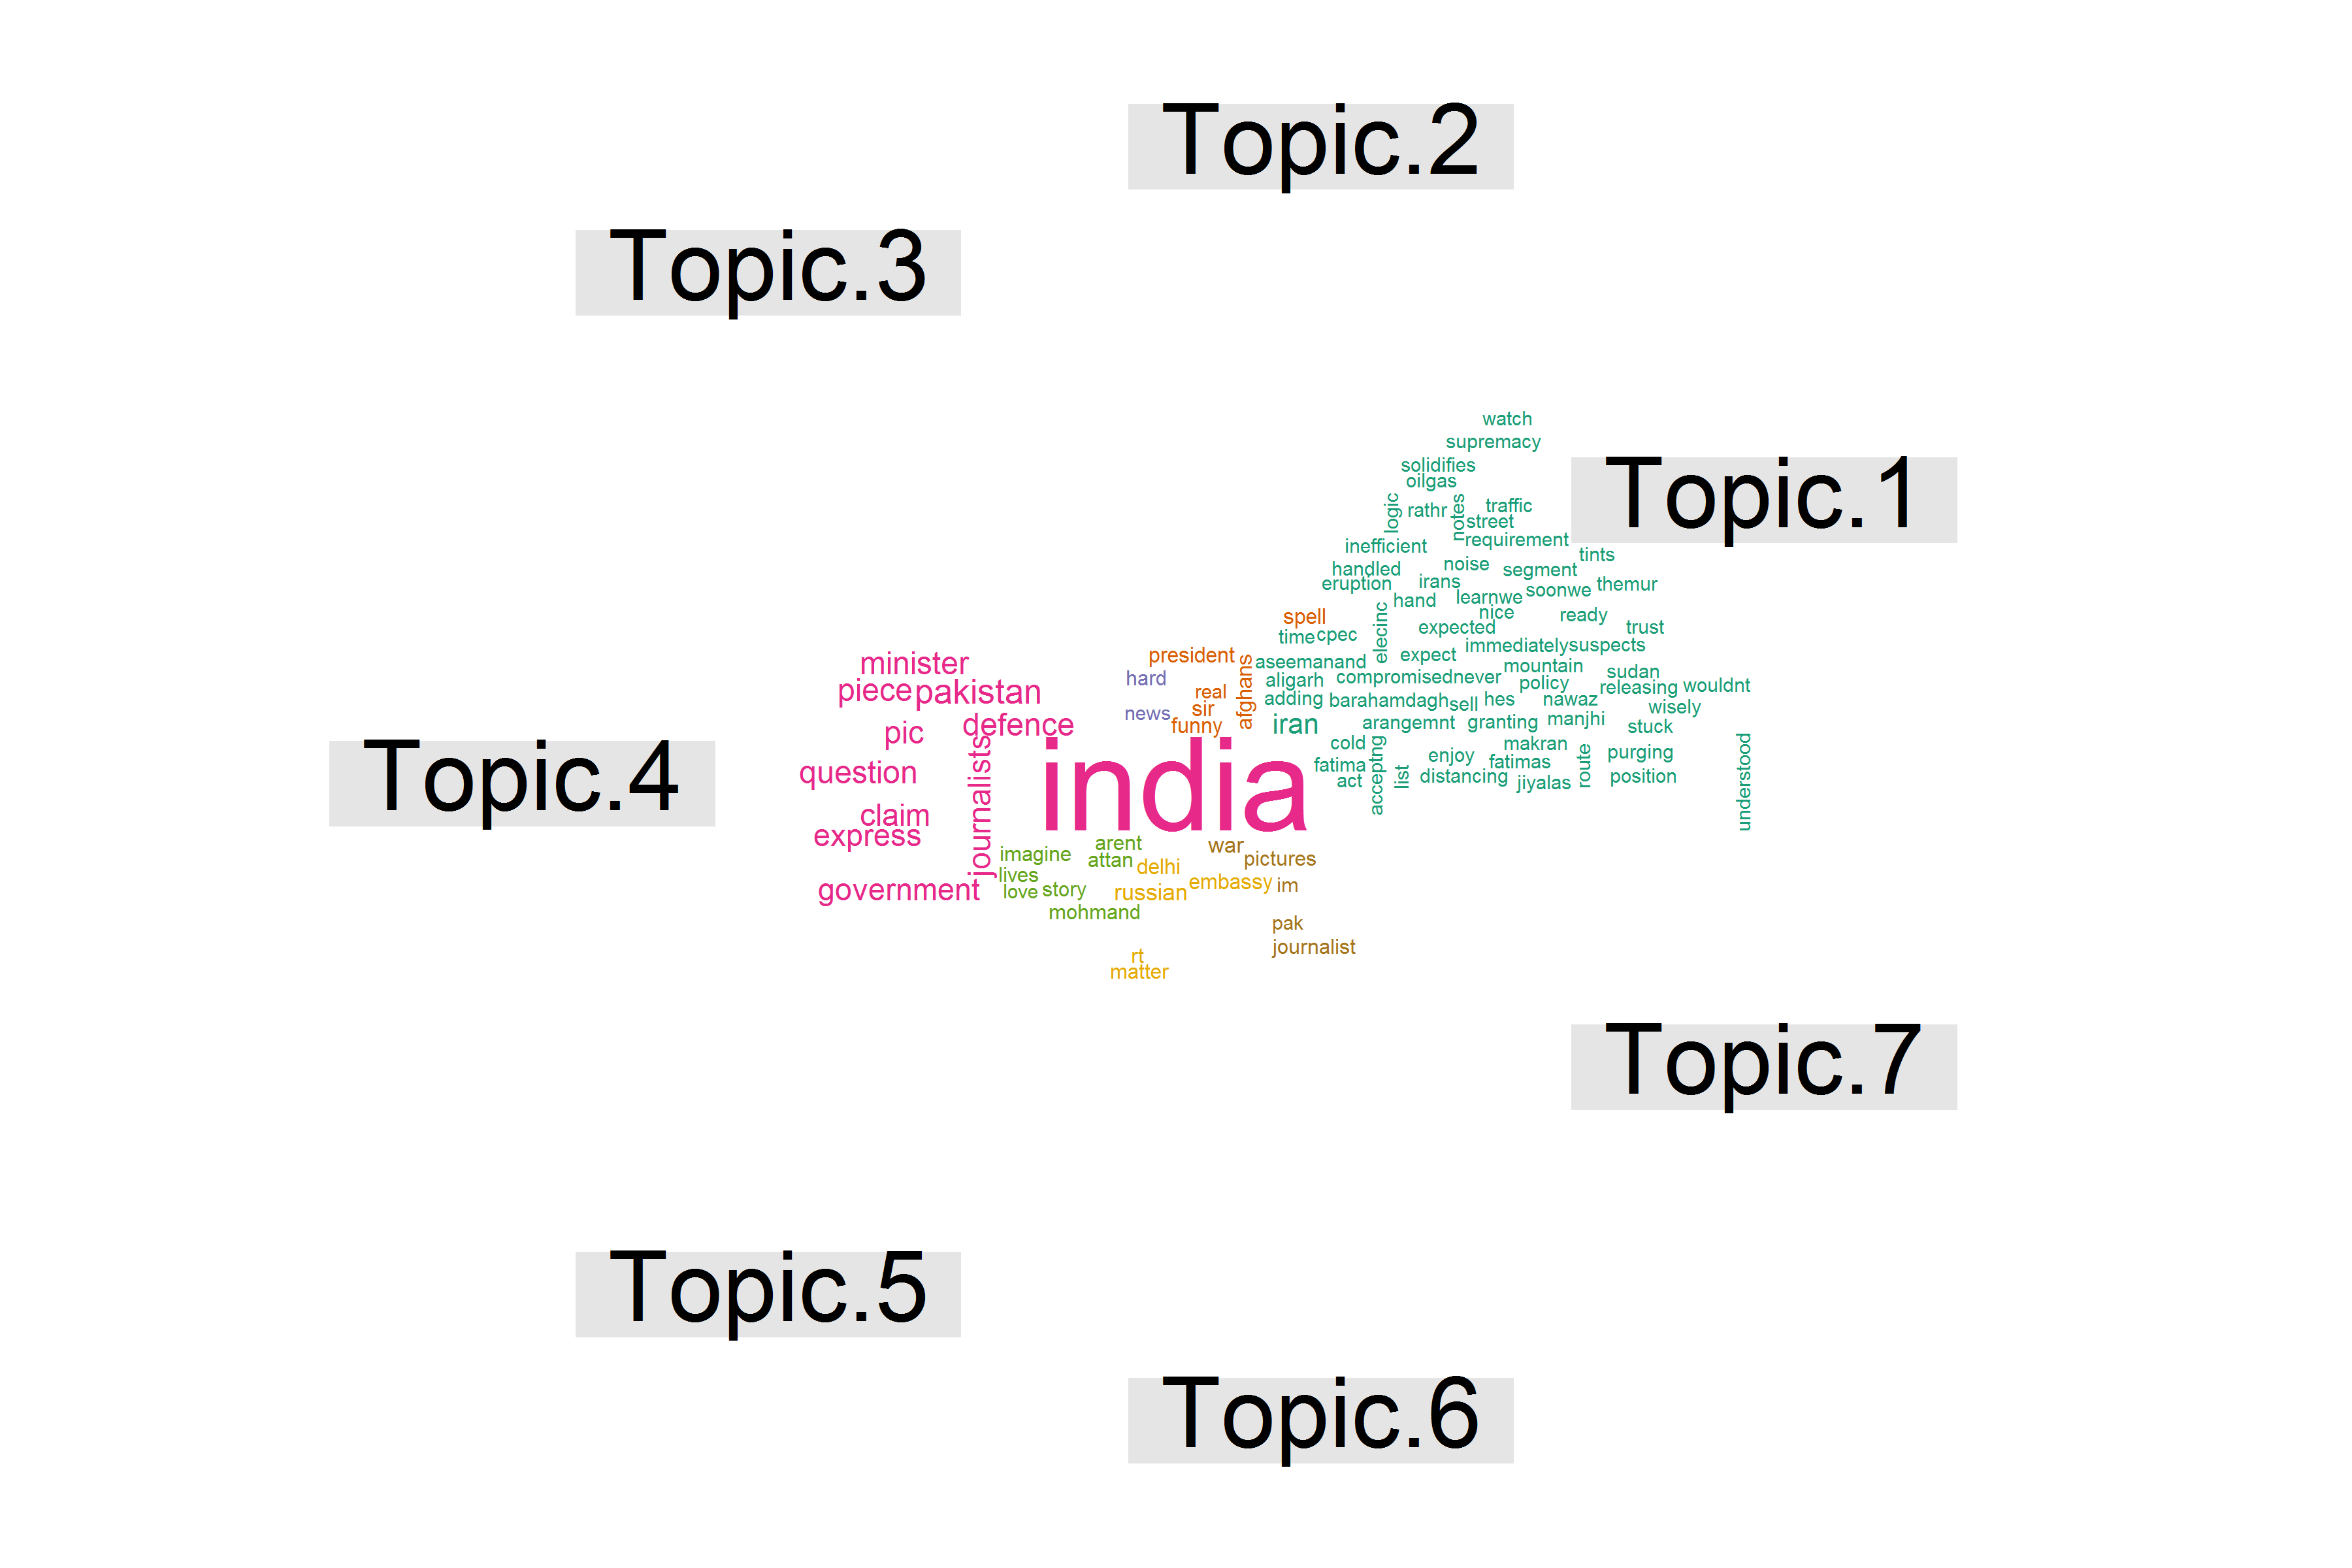 Topic.2
Topic.3
watch
supremacy
Topic.1
solidifies
oilgas
logic
rathr
notes
traffic
street
requirement
inefficient
tints
noise
handled
segment
eruption
irans
themur
soonwe
learnwe
hand
nice
ready
spell
elecinc
expected
trust
time
cpec
immediately
suspects
president
afghans
aseemanand
expect
minister
mountain
hard
aligarh
compromised
never
sudan
policy
releasing
wouldnt
piece
pakistan
real
adding
barahamdagh
sell
hes
nawaz
wisely
news
sir
funny
iran
arangemnt
granting
manjhi
stuck
pic
defence
cold
makran
fatima
acceptng
enjoy
fatimas
route
purging
question
journalists
india
act
list
distancing
jiyalas
position
understood
Topic.4
claim
express
imagine
arent
attan
war
pictures
delhi
lives
love
story
russian
embassy
im
government
mohmand
pak
journalist
rt
matter
Topic.7
Topic.5
Topic.6